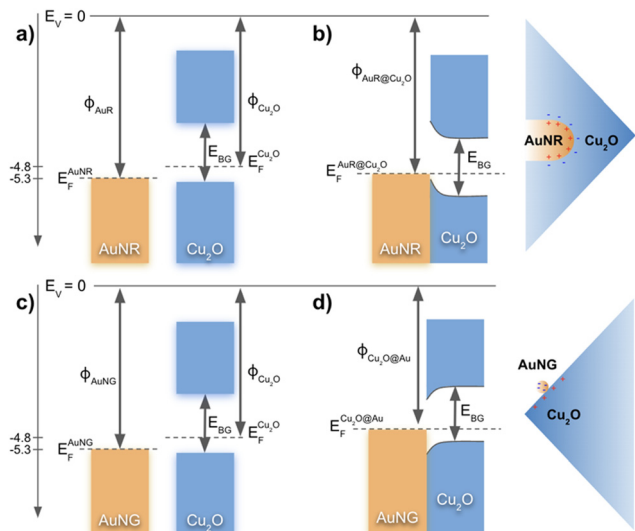 E_V = 0
a)
b)
ϕ_AuR
ϕ_Cu₂O
ϕ_AuR@Cu₂O
AuNR
Cu₂O
-4.8
-5.3
E_F^AuNR
E_BG
E_F^Cu₂O
E_F^AuR@Cu₂O
E_BG
AuNR
Cu₂O
AuNR
Cu₂O
E_V = 0
c)
d)
ϕ_AuNG
ϕ_Cu₂O
ϕ_Cu₂O@Au
AuNG
Cu₂O
-4.8
-5.3
E_F^AuNG
E_BG
E_F^Cu₂O
E_F^Cu₂O@Au
E_BG
AuNG
Cu₂O
AuNG
Cu₂O